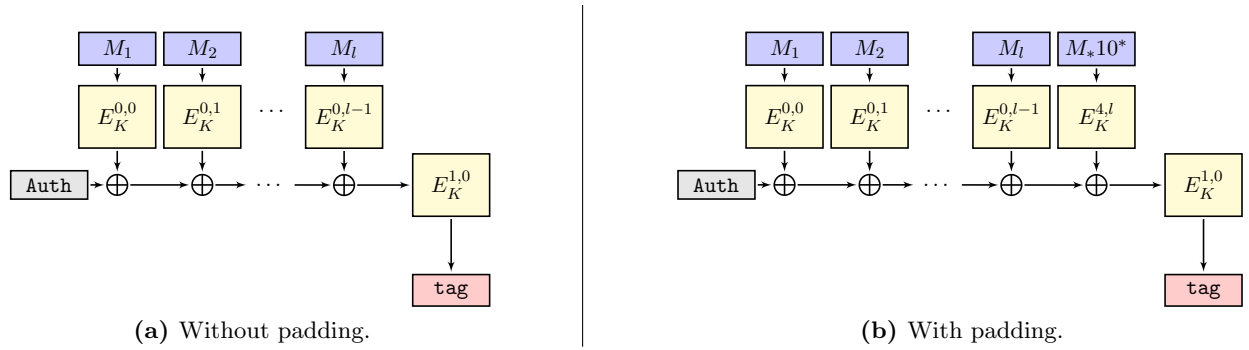 M_1 M_2 M_l
E_K^{0,0} E_K^{0,1} ... E_K^{0,l−1}
Auth ⊕ ⊕ ... ⊕
E_K^{1,0}
tag
(a) Without padding.
M_1 M_2 M_l M_*10^*
E_K^{0,0} E_K^{0,1} ... E_K^{0,l−1} E_K^{4,l}
Auth ⊕ ⊕ ... ⊕ ⊕
E_K^{1,0}
tag
(b) With padding.